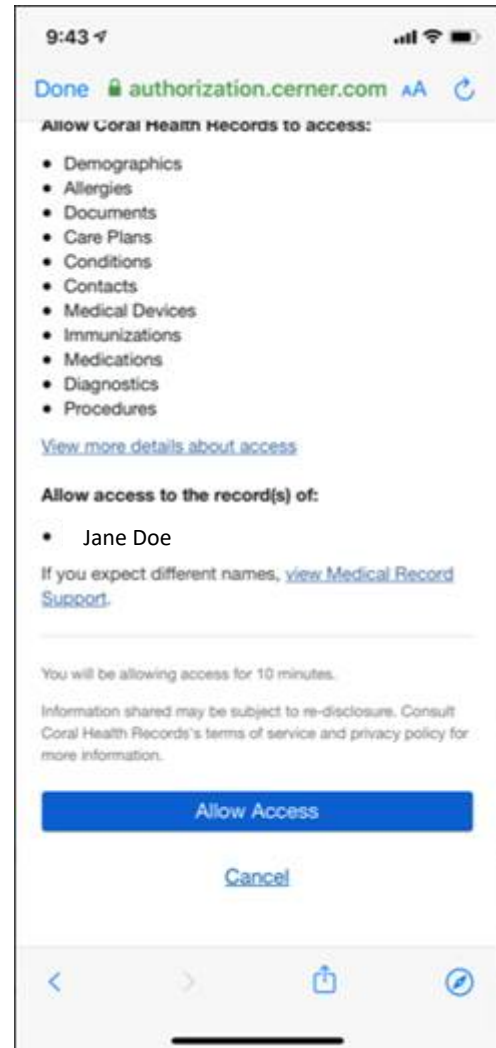 9:43
Done authorization.cerner.com AA
Allow Coral Health Records to access:
• Demographics
• Allergies
• Documents
• Care Plans
• Conditions
• Contacts
• Medical Devices
• Immunizations
• Medications
• Diagnostics
• Procedures
View more details about access
Allow access to the record(s) of:
• Jane Doe
If you expect different names, view Medical Record
Support.
You will be allowing access for 10 minutes.
Information shared may be subject to re-disclosure. Consult
Coral Health Records's terms of service and privacy policy for
more information.
Allow Access
Cancel